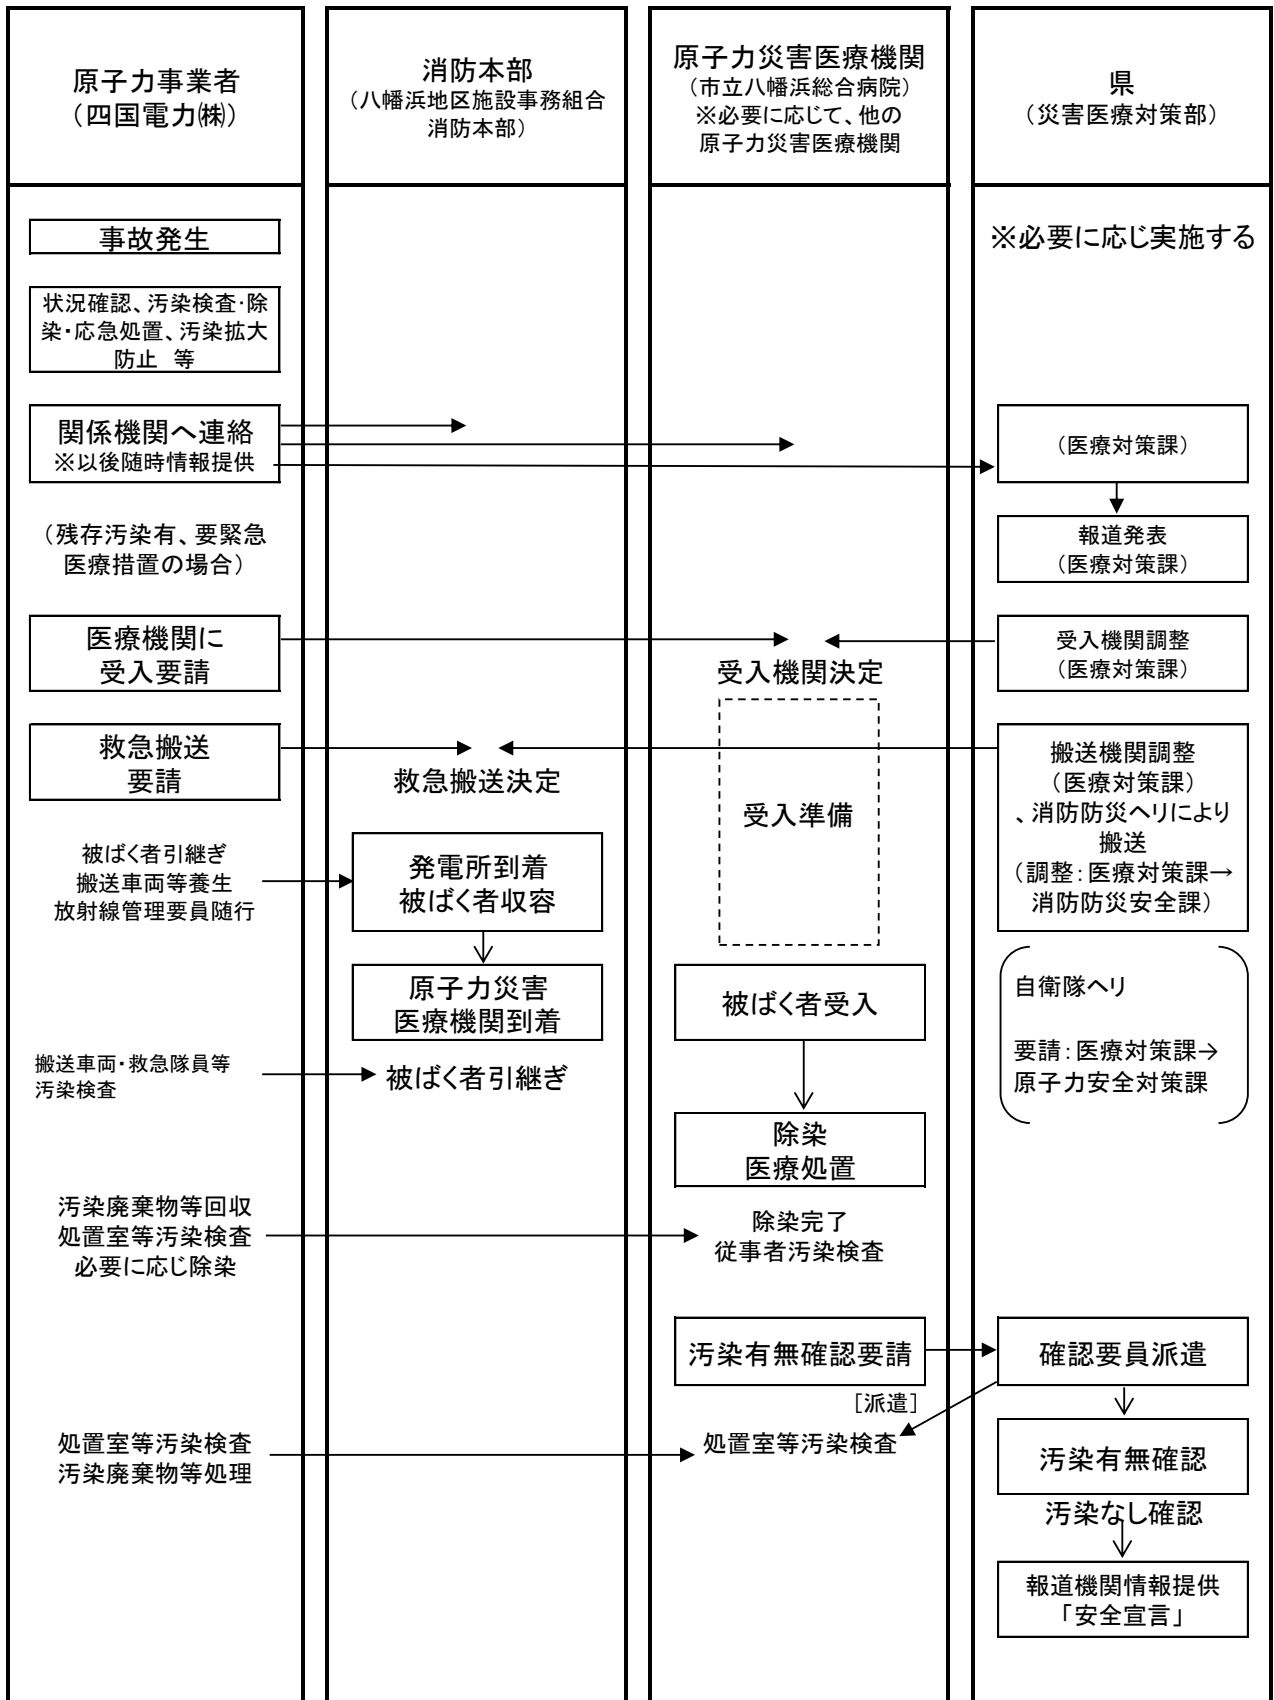 原子力事業者
（四国電力㈱）
消防本部
（八幡浜地区施設事務組合
消防本部）
原子力災害医療機関
（市立八幡浜総合病院）
※必要に応じて、他の
原子力災害医療機関
県
（災害医療対策部）
事故発生
※必要に応じ実施する
状況確認、汚染検査・除
染・応急処置、汚染拡大
防止　等
関係機関へ連絡
※以後随時情報提供
（医療対策課）
（残存汚染有、要緊急
医療措置の場合）
報道発表
（医療対策課）
医療機関に
受入要請
受入機関決定
受入機関調整
（医療対策課）
救急搬送
要請
救急搬送決定
受入準備
搬送機関調整
（医療対策課）
、消防防災ヘリにより
搬送
（調整：医療対策課→
消防防災安全課）
被ばく者引継ぎ
搬送車両等養生
放射線管理要員随行
発電所到着
被ばく者収容
原子力災害
医療機関到着
被ばく者受入
自衛隊ヘリ
要請：医療対策課→
原子力安全対策課
搬送車両・救急隊員等
汚染検査
被ばく者引継ぎ
除染
医療処置
汚染廃棄物等回収
処置室等汚染検査
必要に応じ除染
除染完了
従事者汚染検査
汚染有無確認要請
確認要員派遣
［派遣］
処置室等汚染検査
汚染廃棄物等処理
処置室等汚染検査
汚染有無確認
汚染なし確認
報道機関情報提供
「安全宣言」